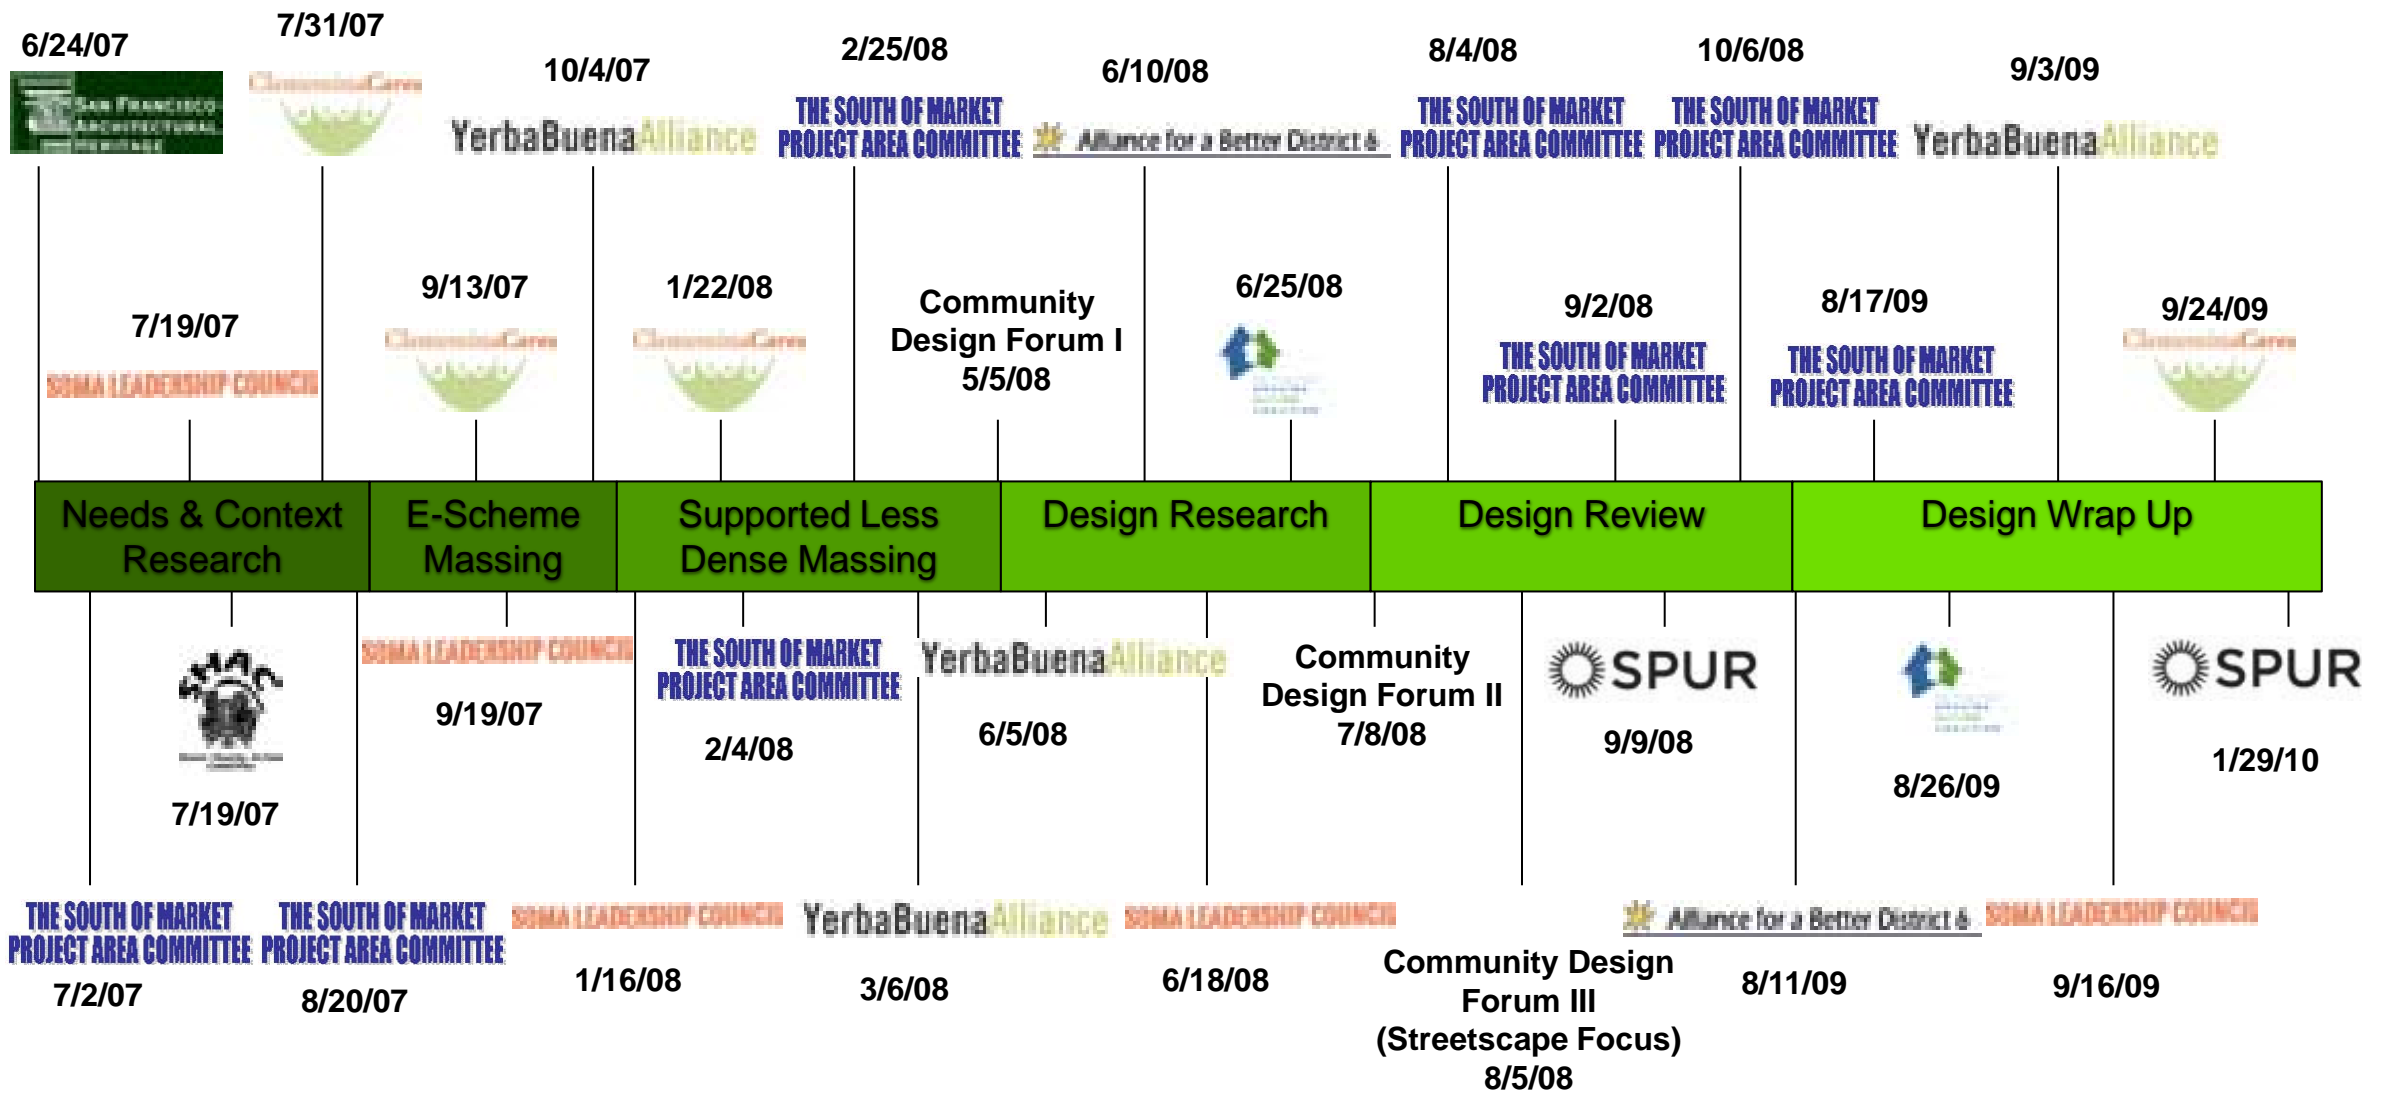 6/24/07
SAN FRANCISCO
ARCHITECTURAL
HERITAGE
7/31/07
ClementinaCares
10/4/07
YerbaBuenaAlliance
2/25/08
THE SOUTH OF MARKET
PROJECT AREA COMMITTEE
6/10/08
Alliance for a Better District 6
8/4/08
THE SOUTH OF MARKET
PROJECT AREA COMMITTEE
10/6/08
THE SOUTH OF MARKET
PROJECT AREA COMMITTEE
9/3/09
YerbaBuenaAlliance
7/19/07
SOMA LEADERSHIP COUNCIL
9/13/07
ClementinaCares
1/22/08
ClementinaCares
Community
Design Forum I
5/5/08
6/25/08
9/2/08
THE SOUTH OF MARKET
PROJECT AREA COMMITTEE
8/17/09
THE SOUTH OF MARKET
PROJECT AREA COMMITTEE
9/24/09
ClementinaCares
Needs & Context
Research
E-Scheme
Massing
Supported Less
Dense Massing
Design Research
Design Review
Design Wrap Up
SMAC
7/19/07
SOMA LEADERSHIP COUNCIL
9/19/07
THE SOUTH OF MARKET
PROJECT AREA COMMITTEE
2/4/08
YerbaBuenaAlliance
6/5/08
Community
Design Forum II
7/8/08
SPUR
9/9/08
8/26/09
SPUR
1/29/10
THE SOUTH OF MARKET
PROJECT AREA COMMITTEE
7/2/07
THE SOUTH OF MARKET
PROJECT AREA COMMITTEE
8/20/07
SOMA LEADERSHIP COUNCIL
1/16/08
YerbaBuenaAlliance
3/6/08
SOMA LEADERSHIP COUNCIL
6/18/08
Community Design
Forum III
(Streetscape Focus)
8/5/08
Alliance for a Better District 6
8/11/09
SOMA LEADERSHIP COUNCIL
9/16/09